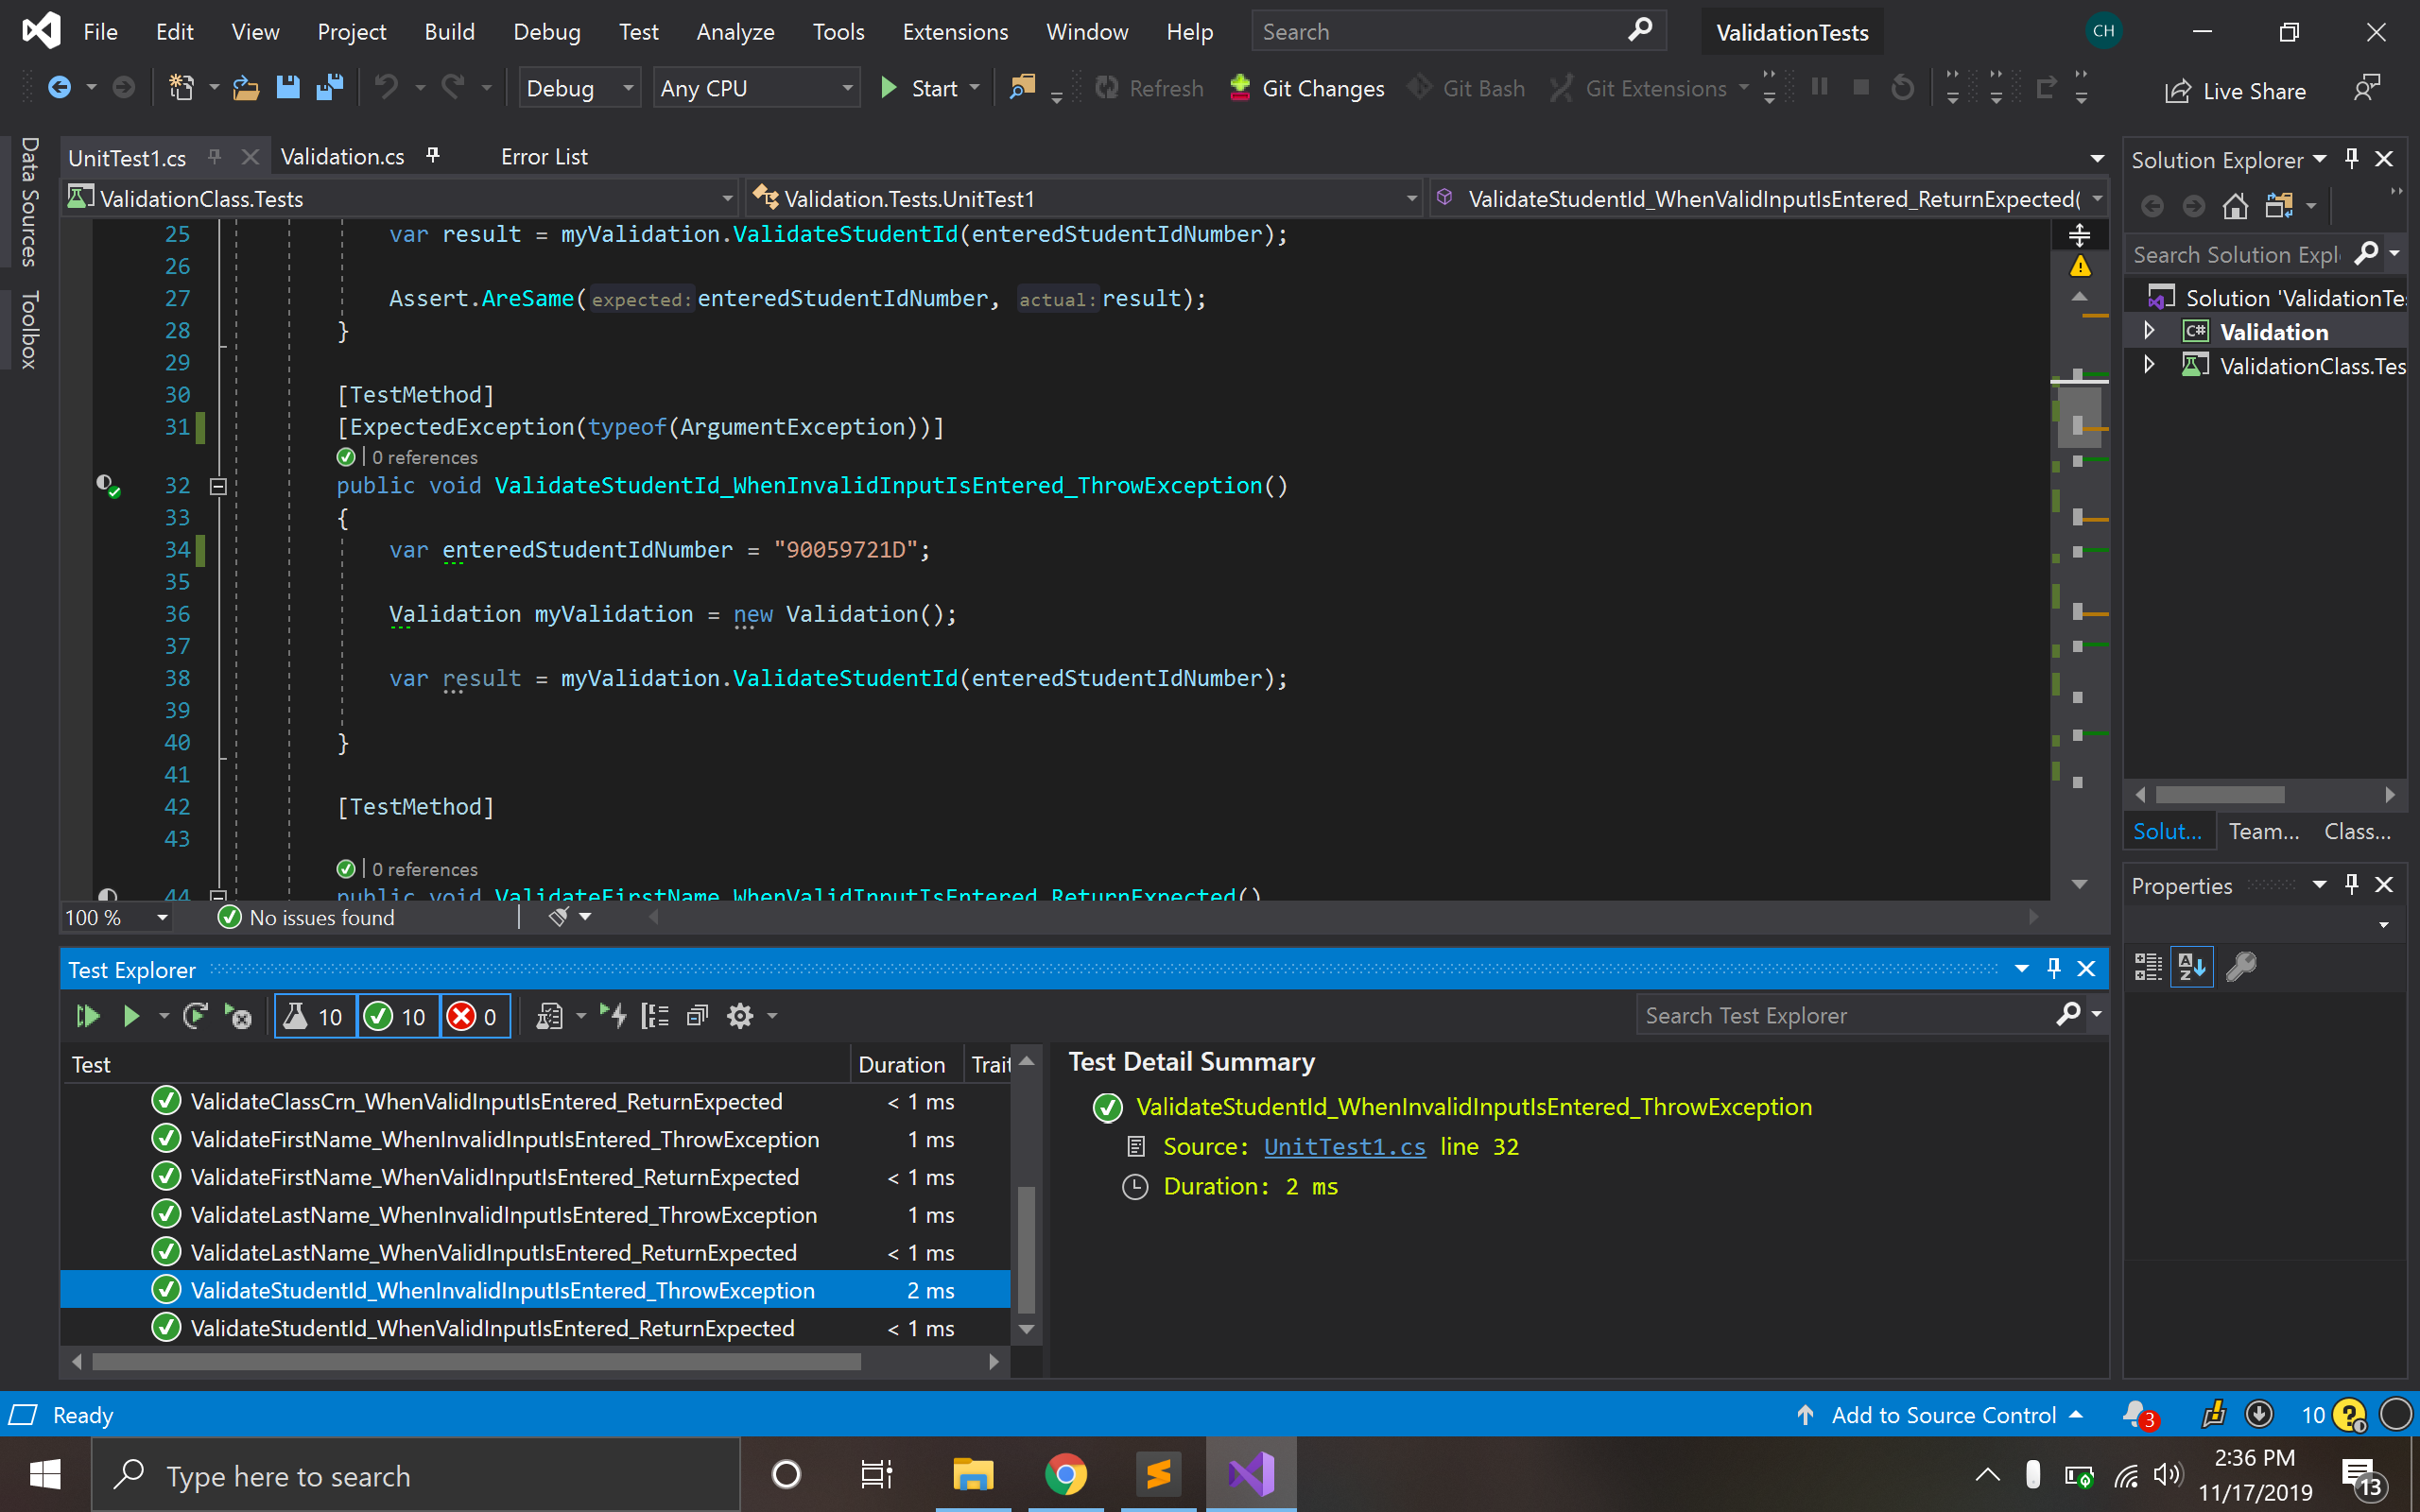 File Edit View Project Build Debug Test Analyze Tools Extensions Window Help Search ValidationTests CH
Debug Any CPU Start Refresh Git Changes Git Bash Git Extensions Live Share
Data Sources
Toolbox
UnitTest1.cs Validation.cs Error List
ValidationClass.Tests Validation.Tests.UnitTest1 ValidateStudentId_WhenValidInputIsEntered_ReturnExpected(
25 var result = myValidation.ValidateStudentId(enteredStudentIdNumber);
26
27 Assert.AreSame(expected:enteredStudentIdNumber, actual:result);
28 }
29
30 [TestMethod]
31 [ExpectedException(typeof(ArgumentException))]
0 references
32 public void ValidateStudentId_WhenInvalidInputIsEntered_ThrowException()
33 {
34 var enteredStudentIdNumber = "90059721D";
35
36 Validation myValidation = new Validation();
37
38 var result = myValidation.ValidateStudentId(enteredStudentIdNumber);
39
40 }
41
42 [TestMethod]
43
0 references
44 public void ValidateFirstName_WhenValidInputIsEntered_ReturnExpected()
100 % No issues found
Solution Explorer
Search Solution Expl
Solution 'ValidationTe
C# Validation
ValidationClass.Tes
Solut... Team... Class...
Properties
Test Explorer
10 10 0 Search Test Explorer
Test Duration Trait
ValidateClassCrn_WhenValidInputIsEntered_ReturnExpected < 1 ms
ValidateFirstName_WhenInvalidInputIsEntered_ThrowException 1 ms
ValidateFirstName_WhenValidInputIsEntered_ReturnExpected < 1 ms
ValidateLastName_WhenInvalidInputIsEntered_ThrowException 1 ms
ValidateLastName_WhenValidInputIsEntered_ReturnExpected < 1 ms
ValidateStudentId_WhenInvalidInputIsEntered_ThrowException 2 ms
ValidateStudentId_WhenValidInputIsEntered_ReturnExpected < 1 ms
Test Detail Summary
ValidateStudentId_WhenInvalidInputIsEntered_ThrowException
Source: UnitTest1.cs line 32
Duration: 2 ms
Ready Add to Source Control 3 10
Type here to search
2:36 PM
11/17/2019
13